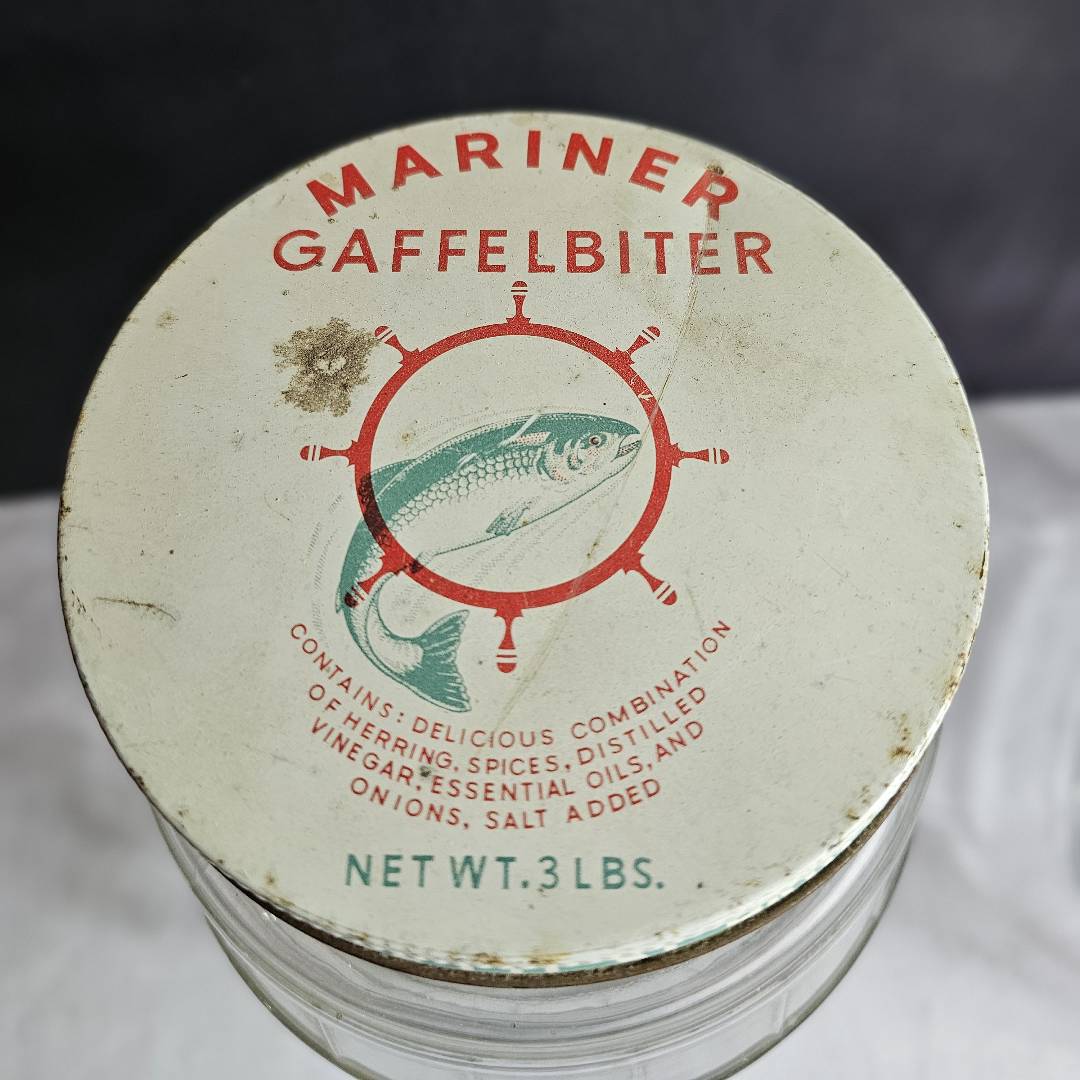 MARINER
GAFFELBITER
CONTAINS: DELICIOUS COMBINATION
OF HERRING, SPICES, DISTILLED
VINEGAR, ESSENTIAL OILS, AND
ONIONS, SALT ADDED
NET WT. 3 LBS.